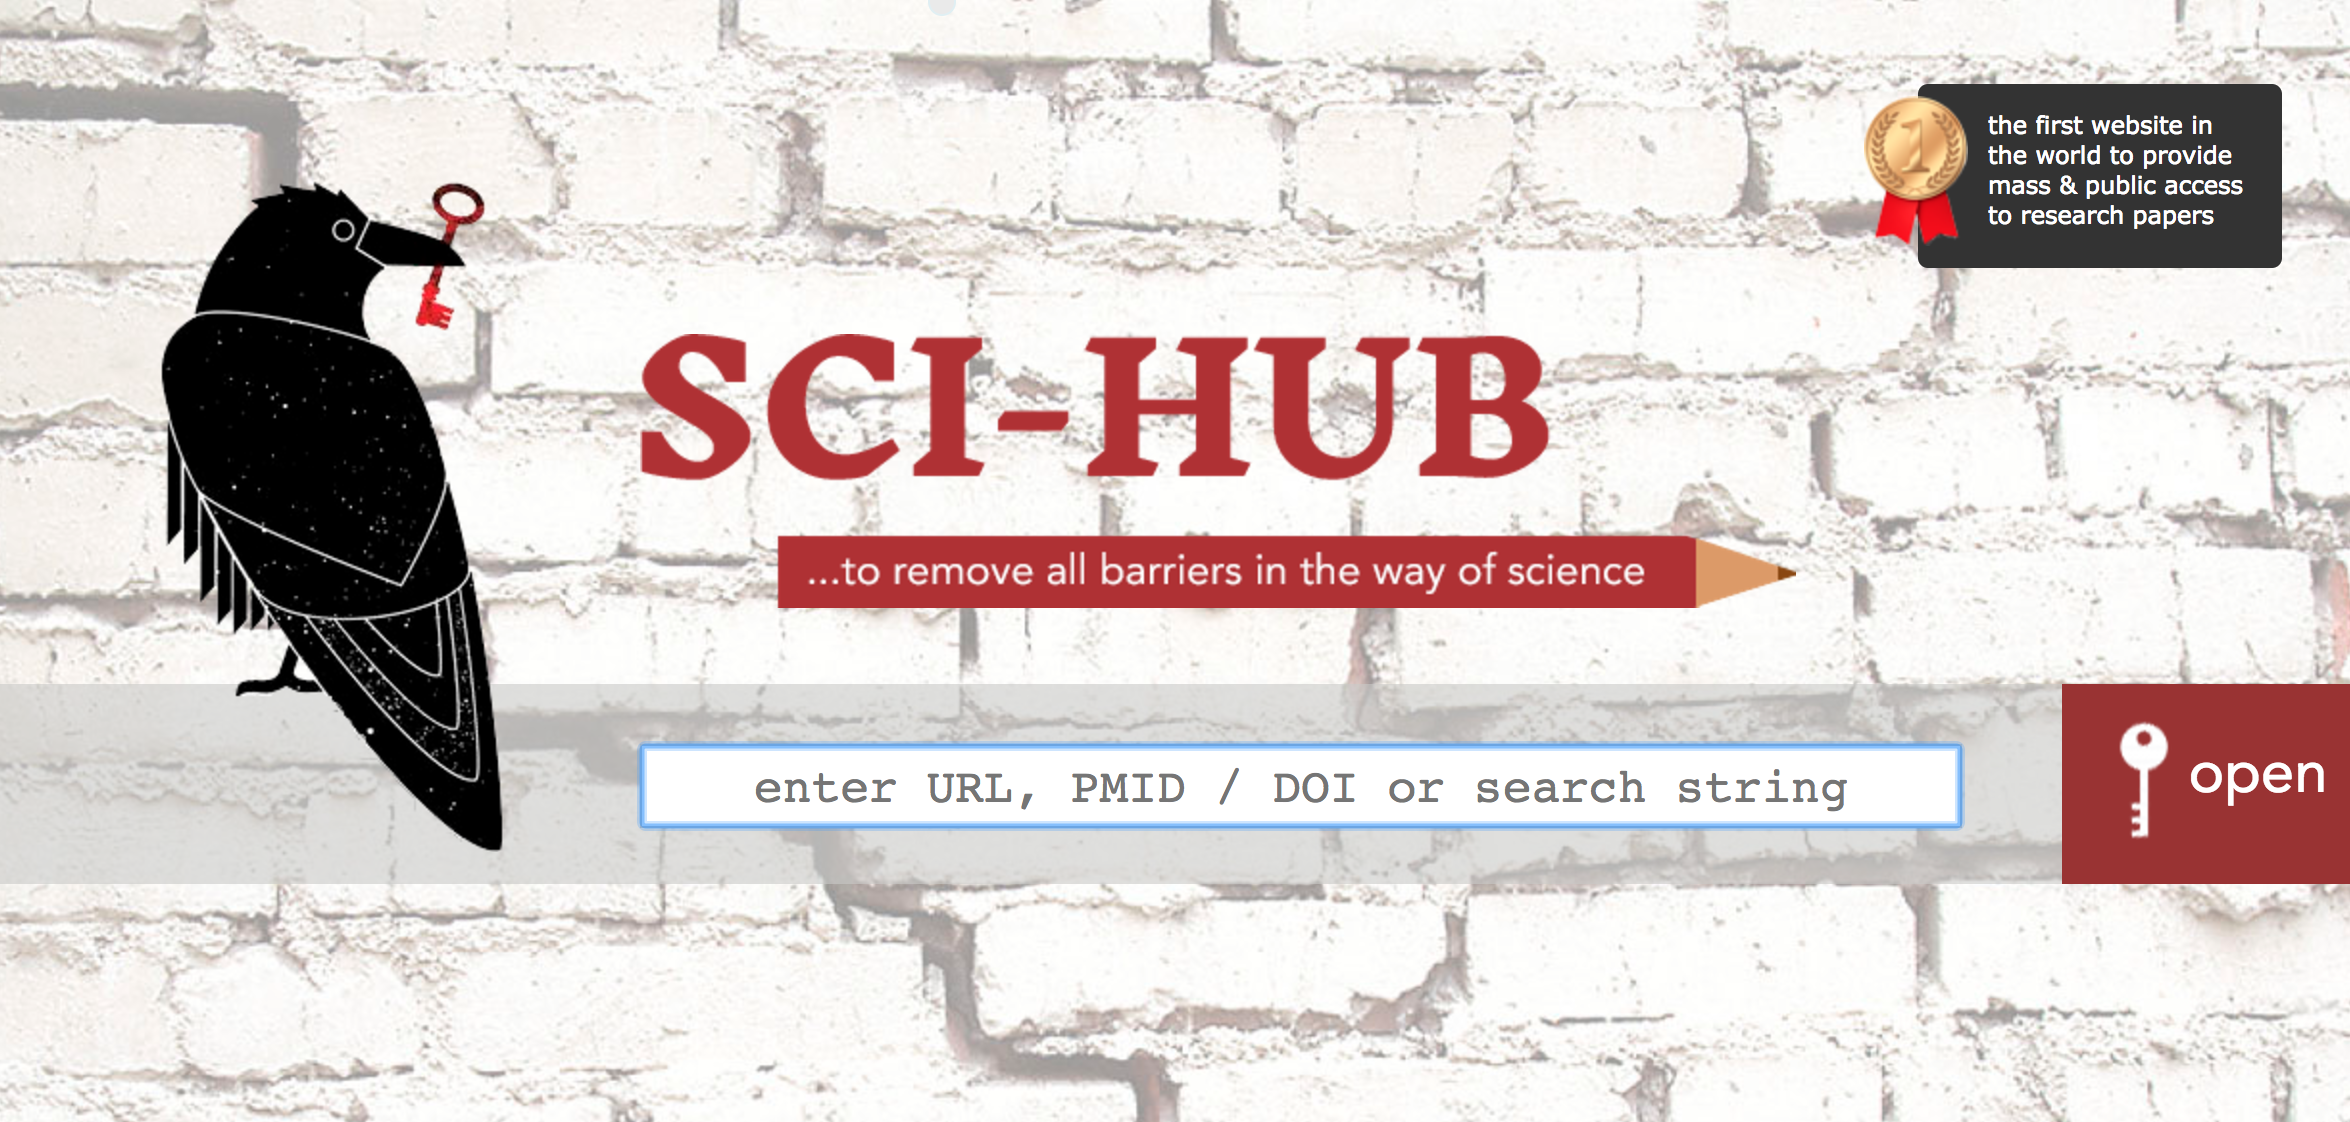 the first website in
the world to provide
mass & public access
to research papers
SCI-HUB
...to remove all barriers in the way of science
enter URL, PMID / DOI or search string
open